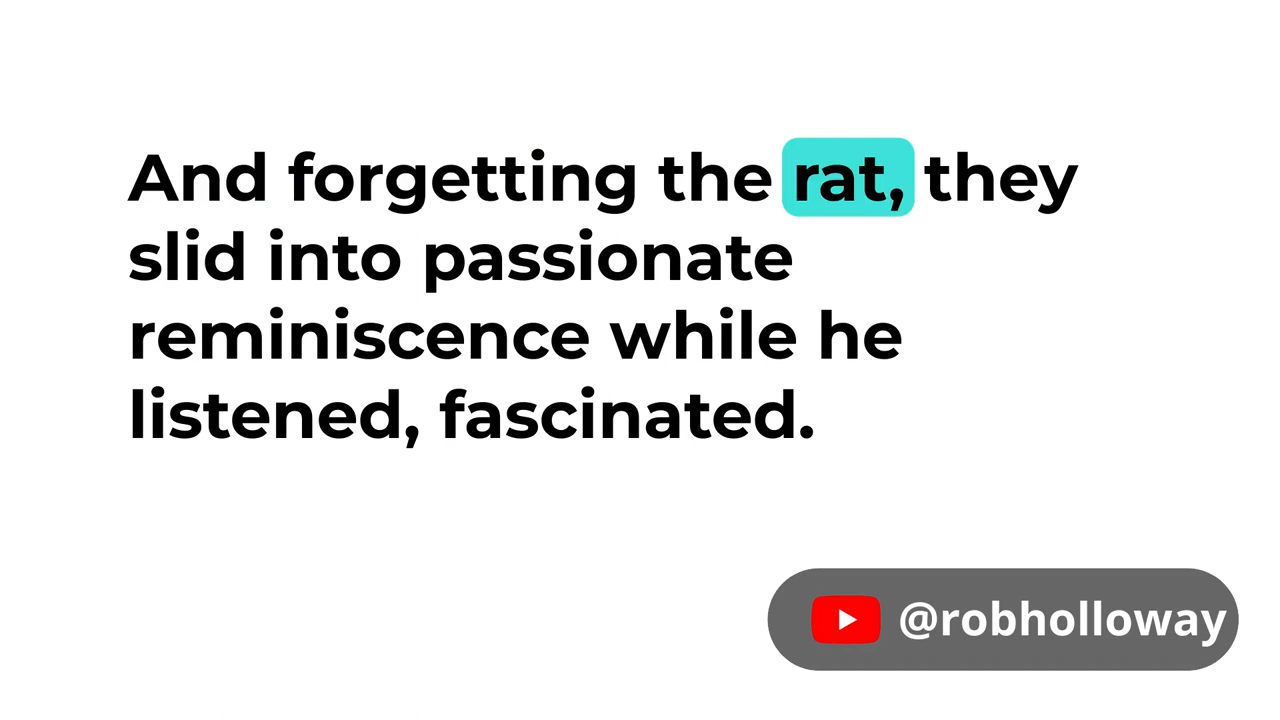 And forgetting the rat, they
slid into passionate
reminiscence while he
listened, fascinated.
@robholloway